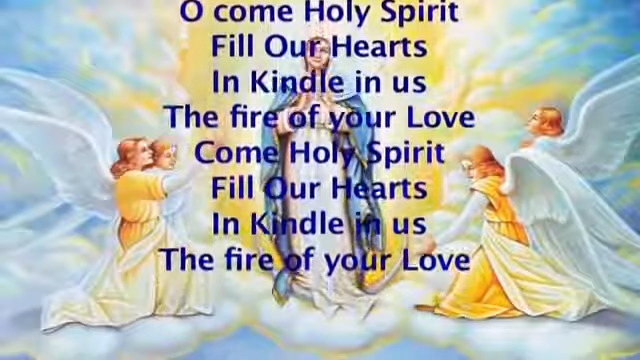 O come Holy Spirit
Fill Our Hearts
In Kindle in us
The fire of your Love
Come Holy Spirit
Fill Our Hearts
In Kindle in us
The fire of your Love